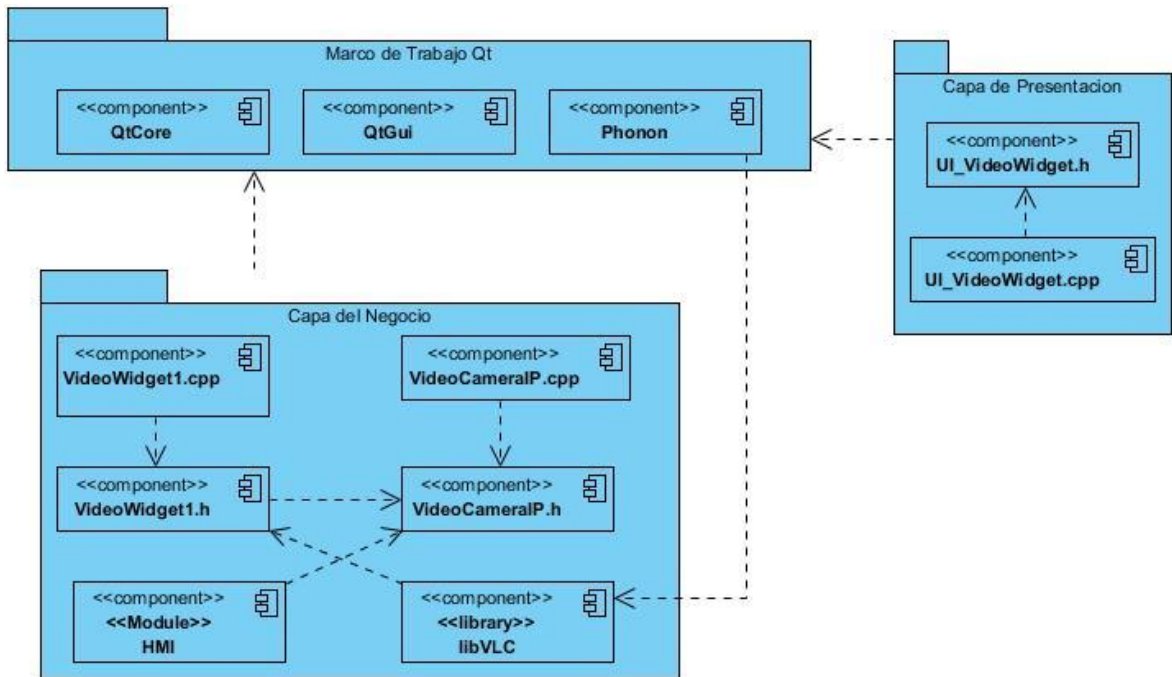 Marco de Trabajo Qt
<<component>>
QtCore
<<component>>
QtGui
<<component>>
Phonon
Capa de Presentacion
<<component>>
UI_VideoWidget.h
<<component>>
UI_VideoWidget.cpp
Capa del Negocio
<<component>>
VideoWidget1.cpp
<<component>>
VideoCameraIP.cpp
<<component>>
VideoWidget1.h
<<component>>
VideoCameraIP.h
<<component>>
<<Module>>
HMI
<<component>>
<<library>>
libVLC